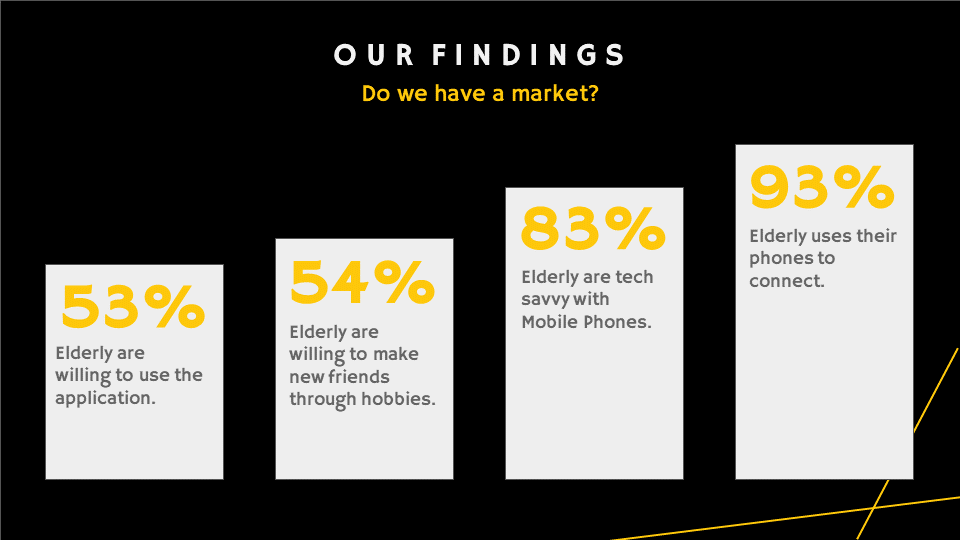 OUR FINDINGS
Do we have a market?
53%
Elderly are
willing to use the
application.
54%
Elderly are
willing to make
new friends
through hobbies.
83%
Elderly are tech
savvy with
Mobile Phones.
93%
Elderly uses their
phones to
connect.